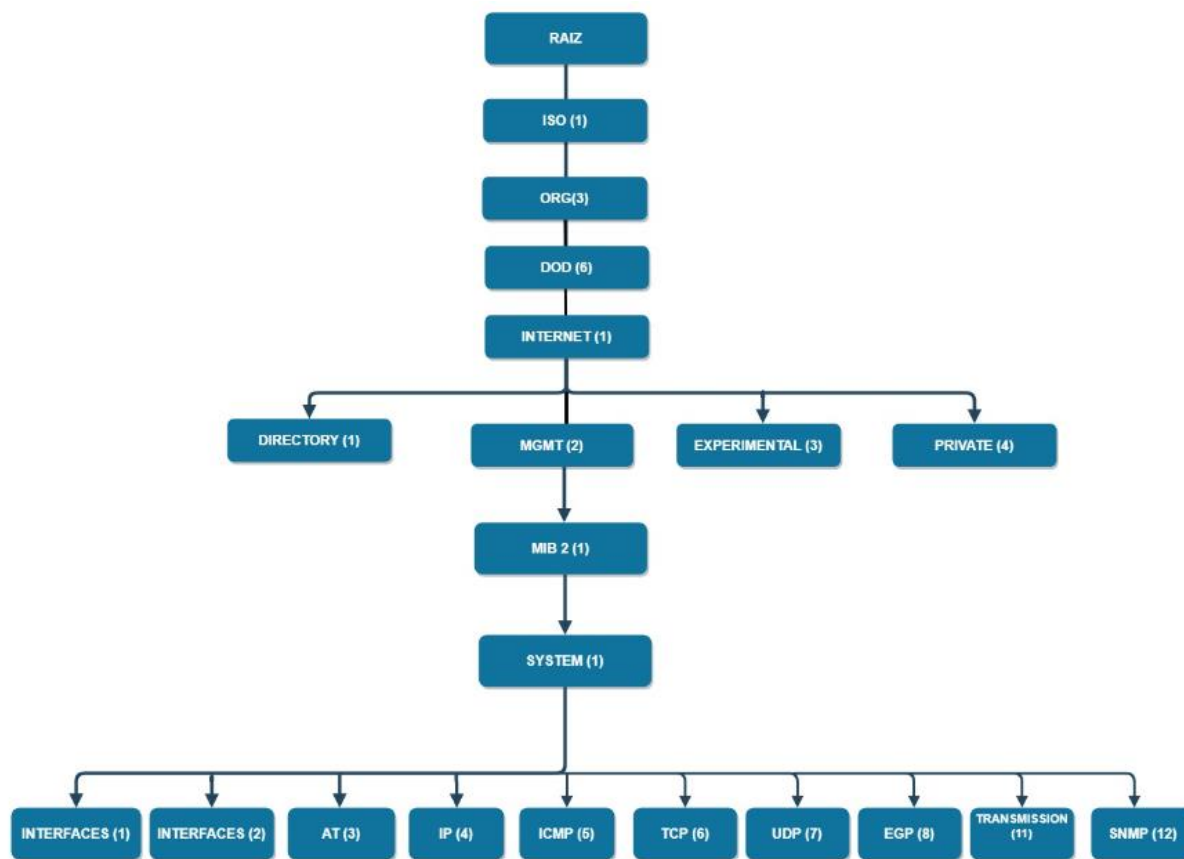 RAIZ
ISO (1)
ORG(3)
DOD (6)
INTERNET (1)
DIRECTORY (1)
MGMT (2)
EXPERIMENTAL (3)
PRIVATE (4)
MIB 2 (1)
SYSTEM (1)
INTERFACES (1)
INTERFACES (2)
AT (3)
IP (4)
ICMP (5)
TCP (6)
UDP (7)
EGP (8)
TRANSMISSION
(11)
SNMP (12)